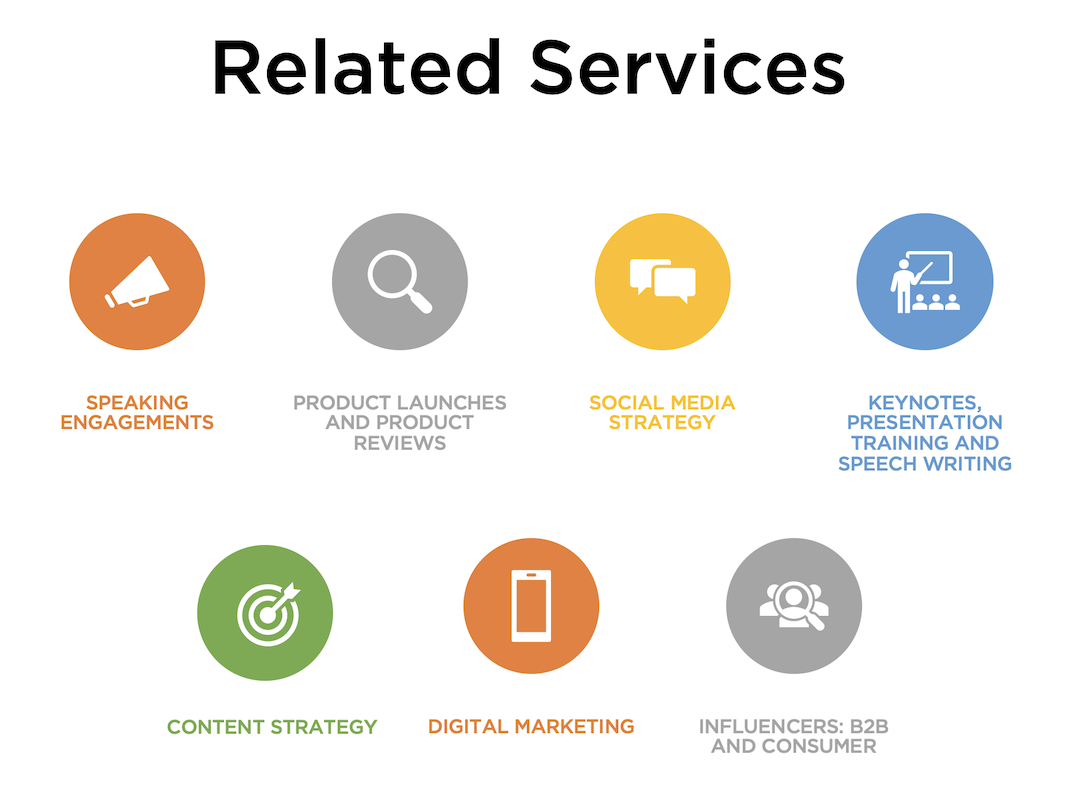 Related Services
SPEAKING
ENGAGEMENTS
PRODUCT LAUNCHES
AND PRODUCT
REVIEWS
SOCIAL MEDIA
STRATEGY
KEYNOTES,
PRESENTATION
TRAINING AND
SPEECH WRITING
CONTENT STRATEGY
DIGITAL MARKETING
INFLUENCERS: B2B
AND CONSUMER